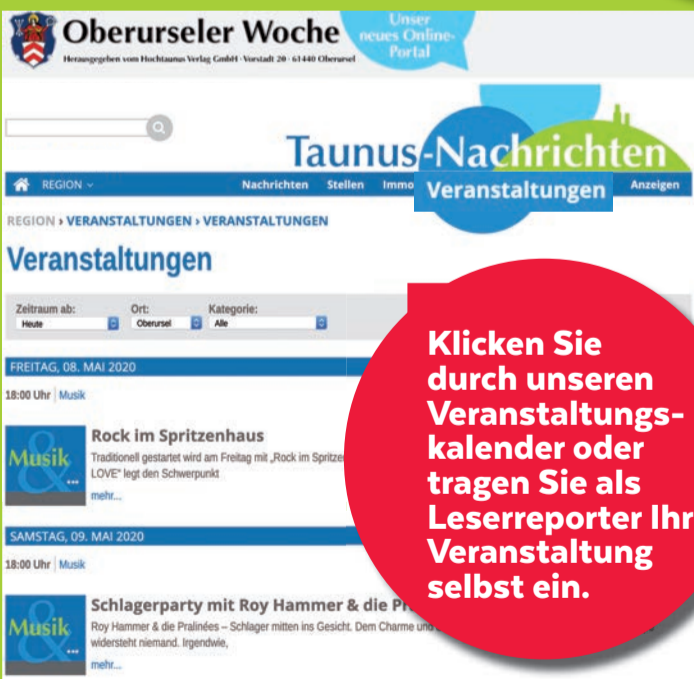 Oberurseler Woche
Herausgegeben vom Hochtaunus Verlag GmbH · Vorstadt 20 · 61440 Oberursel
Unser
neues Online-
Portal
Taunus-Nachrichten
REGION
Nachrichten Stellen Immo Veranstaltungen Anzeigen
REGION › VERANSTALTUNGEN › VERANSTALTUNGEN
Veranstaltungen
Zeitraum ab: Ort: Kategorie:
Heute Oberursel Alle
FREITAG, 08. MAI 2020
18:00 Uhr | Musik
Musik
& ...
Rock im Spritzenhaus
Traditionell gestartet wird am Freitag mit „Rock im Spritze
LOVE" legt den Schwerpunkt
mehr...
SAMSTAG, 09. MAI 2020
18:00 Uhr | Musik
Musik
& ...
Schlagerparty mit Roy Hammer & die P
Roy Hammer & die Pralinées – Schlager mitten ins Gesicht. Dem Charme und
widersteht niemand. Irgendwie,
mehr...
Klicken Sie
durch unseren
Veranstaltungs-
kalender oder
tragen Sie als
Leserreporter Ihr
Veranstaltung
selbst ein.